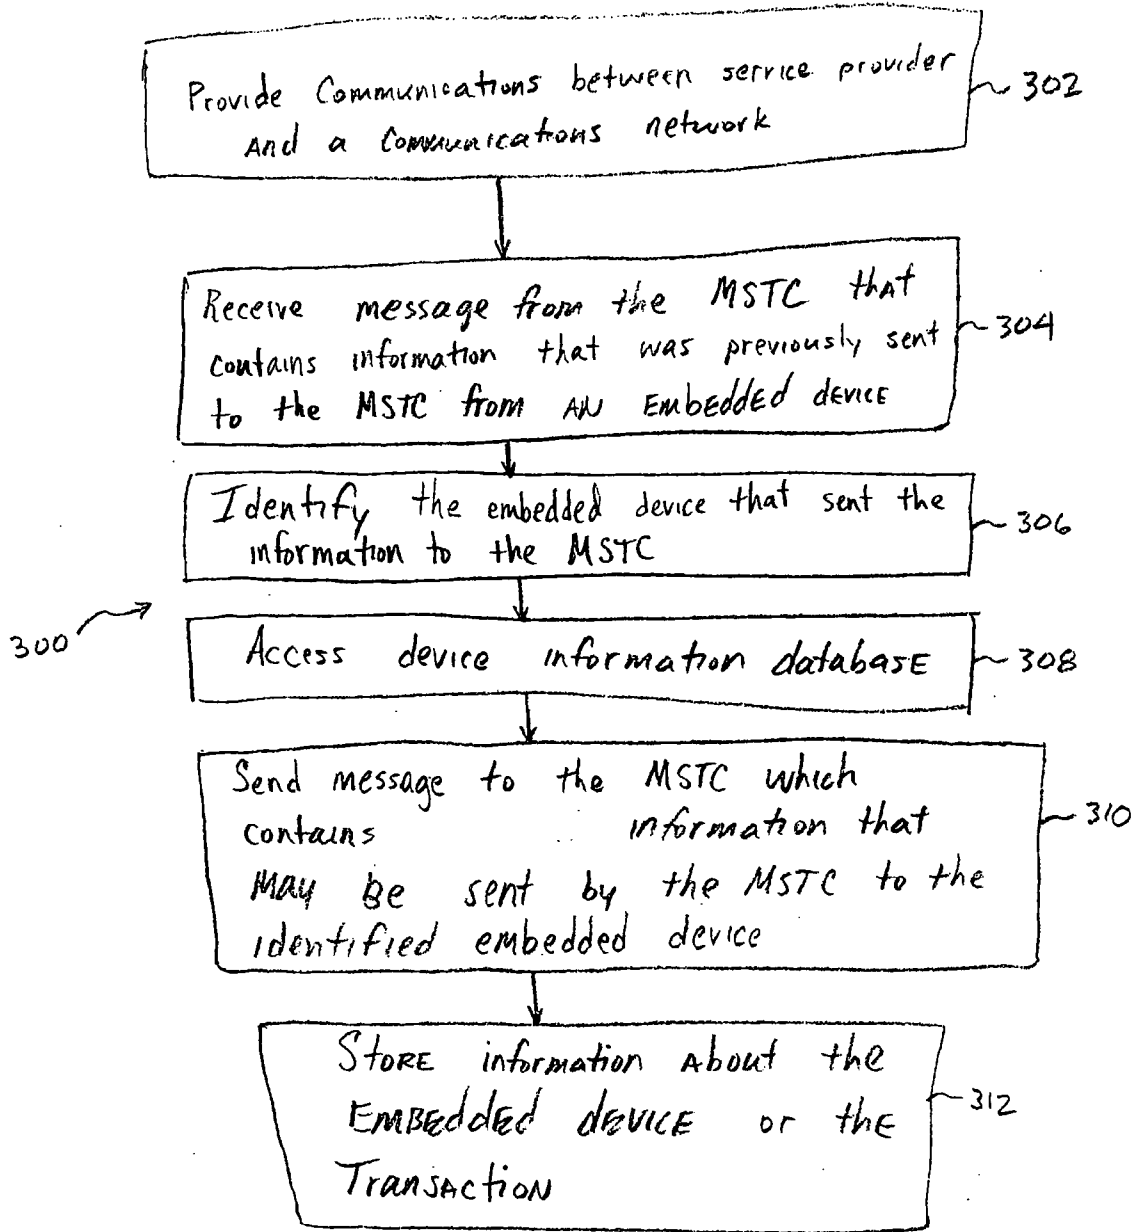 Provide Communications between service provider
And a Communications network
302
Receive message from the MSTC that
contains information that was previously sent
to the MSTC from AN EmbEdded dEVICE
304
Identify the embedded device that sent the
information to the MSTC
306
300
Access device information databasE
308
Send message to the MSTC which
contains information that
May Be sent by the MSTC to the
identified embedded device
310
StoRE information About the
EMBEddEd dEVICE or thE
TransActioN
312